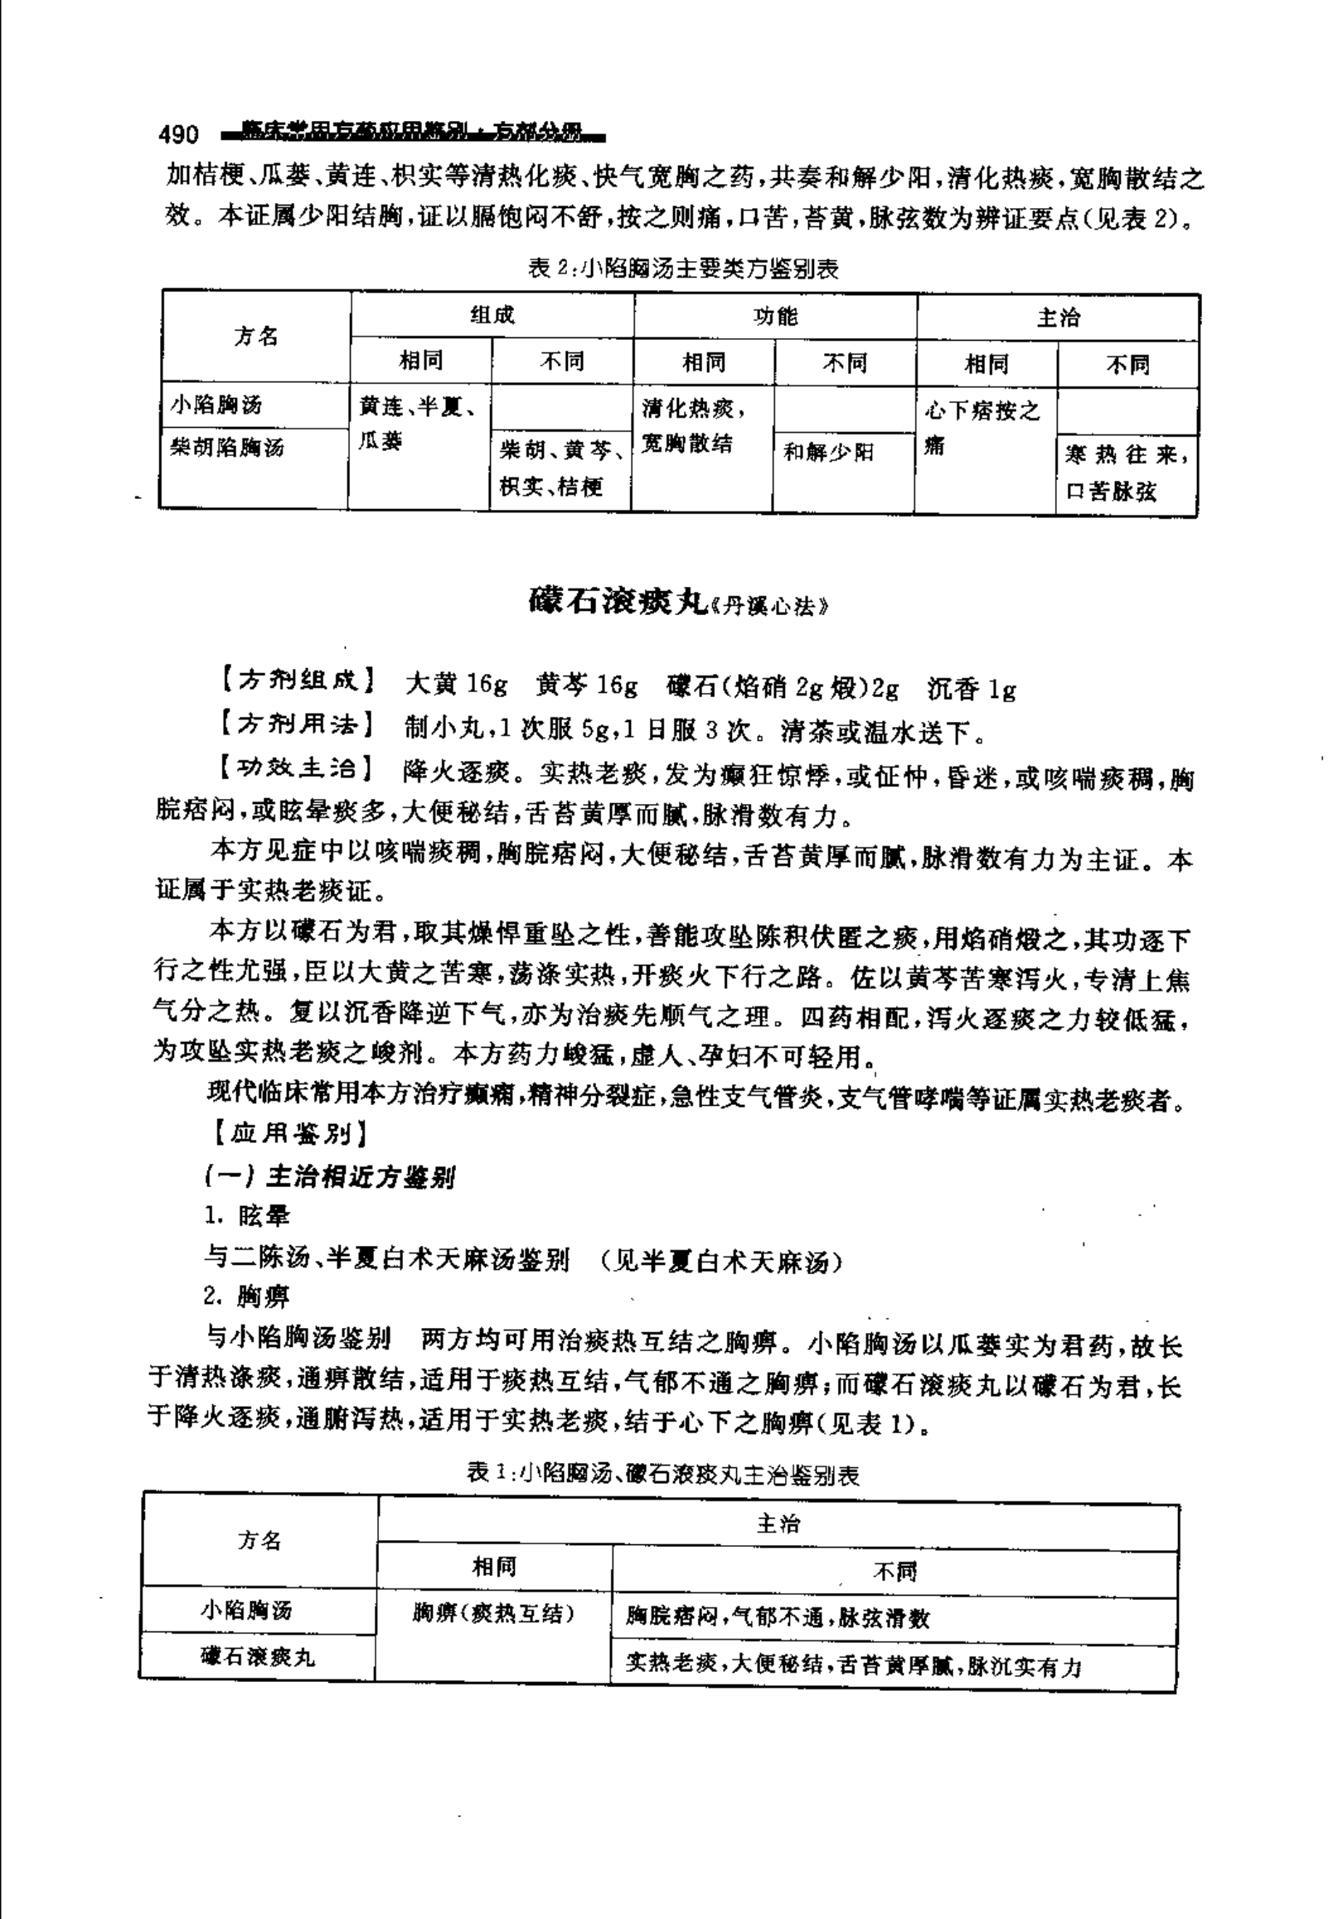 490 临床常用方药应用鉴别·方剂分册
加桔梗、瓜蒌、黄连、枳实等清热化痰、快气宽胸之药，共奏和解少阳，清化热痰，宽胸散结之
效。本证属少阳结胸，证以膈饱闷不舒，按之则痛，口苦，苔黄，脉弦数为辨证要点（见表2）。
表2：小陷胸汤主要类方鉴别表
方名 组成 功能 主治
相同 不同 相同 不同 相同 不同
小陷胸汤 黄连、半夏、 清化热痰， 心下痞按之
瓜蒌 宽胸散结 痛
柴胡陷胸汤 柴胡、黄芩、 和解少阳 寒热往来，
枳实、桔梗 口苦脉弦
礞石滚痰丸《丹溪心法》
【方剂组成】 大黄16g 黄芩16g 礞石（焰硝2g煅）2g 沉香1g
【方剂用法】 制小丸，1次服5g，1日服3次。清茶或温水送下。
【功效主治】 降火逐痰。实热老痰，发为癫狂惊悸，或怔忡，昏迷，或咳喘痰稠，胸
脘痞闷，或眩晕痰多，大便秘结，舌苔黄厚而腻，脉滑数有力。
本方见症中以咳喘痰稠，胸脘痞闷，大便秘结，舌苔黄厚而腻，脉滑数有力为主证。本
证属于实热老痰证。
本方以礞石为君，取其燥悍重坠之性，善能攻坠陈积伏匿之痰，用焰硝煅之，其功逐下
行之性尤强，臣以大黄之苦寒，荡涤实热，开痰火下行之路。佐以黄芩苦寒泻火，专清上焦
气分之热。复以沉香降逆下气，亦为治痰先顺气之理。四药相配，泻火逐痰之力较低猛，
为攻坠实热老痰之峻剂。本方药力峻猛，虚人、孕妇不可轻用。
现代临床常用本方治疗癫痫，精神分裂症，急性支气管炎，支气管哮喘等证属实热老痰者。
【应用鉴别】
（一）主治相近方鉴别
1. 眩晕
与二陈汤、半夏白术天麻汤鉴别 （见半夏白术天麻汤）
2. 胸痹
与小陷胸汤鉴别 两方均可用治痰热互结之胸痹。小陷胸汤以瓜蒌实为君药，故长
于清热涤痰，通痹散结，适用于痰热互结，气郁不通之胸痹；而礞石滚痰丸以礞石为君，长
于降火逐痰，通腑泻热，适用于实热老痰，结于心下之胸痹（见表1）。
表1：小陷胸汤、礞石滚痰丸主治鉴别表
方名 主治
相同 不同
小陷胸汤 胸痹（痰热互结） 胸脘痞闷，气郁不通，脉弦滑数
礞石滚痰丸 实热老痰，大便秘结，舌苔黄厚腻，脉沉实有力